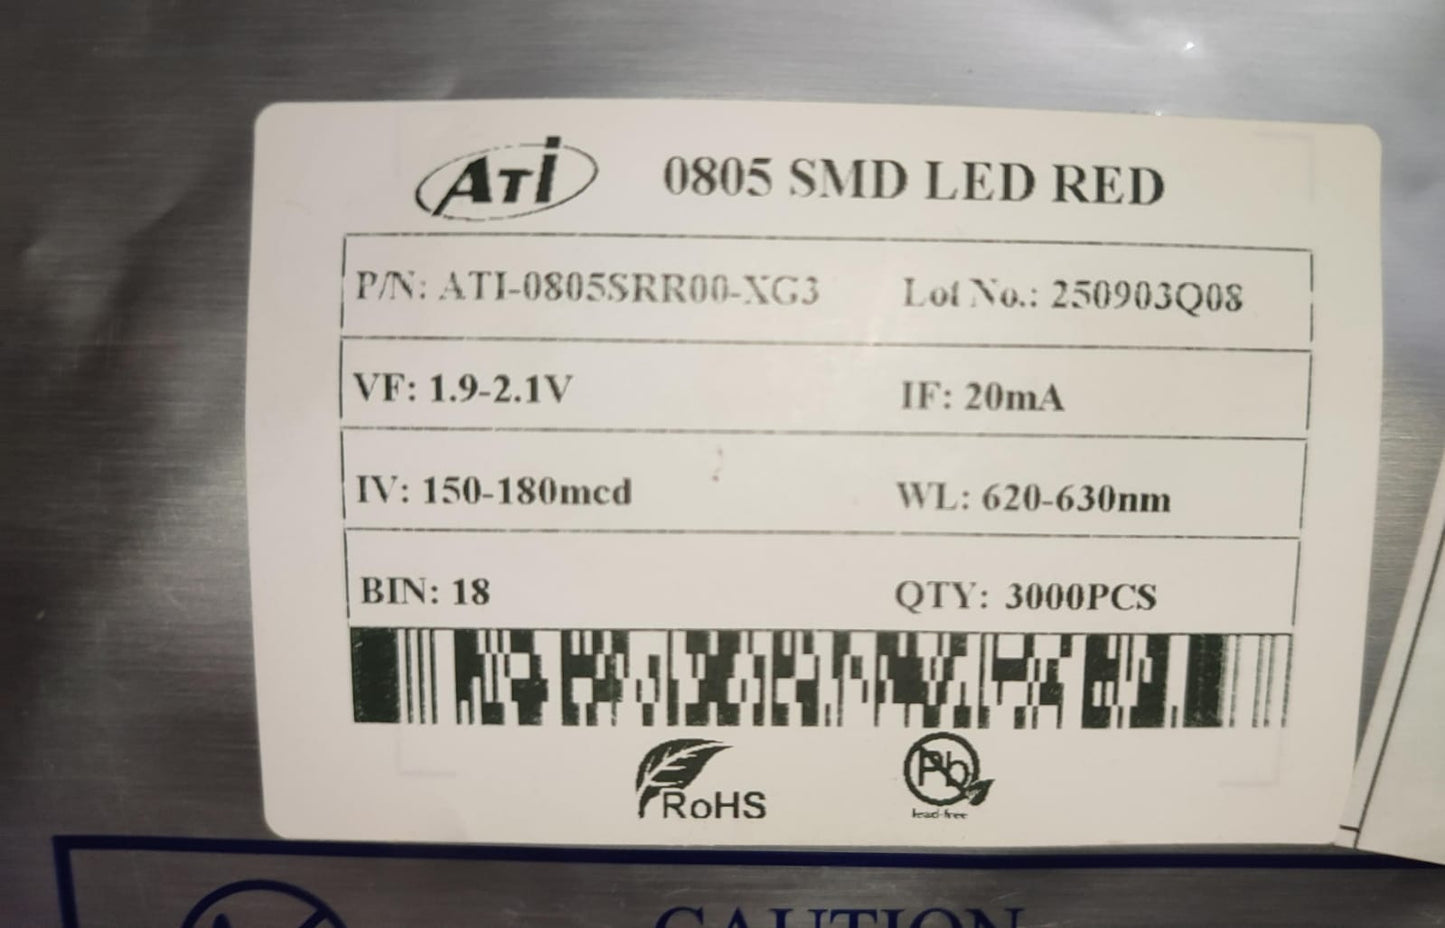 ATi 0805 SMD LED RED
P/N: ATI-0805SRR00-XG3 Lot No.: 250903Q08
VF: 1.9-2.1V IF: 20mA
IV: 150-180mcd WL: 620-630nm
BIN: 18 QTY: 3000PCS
RoHS Pb
lead-free
CAUTION